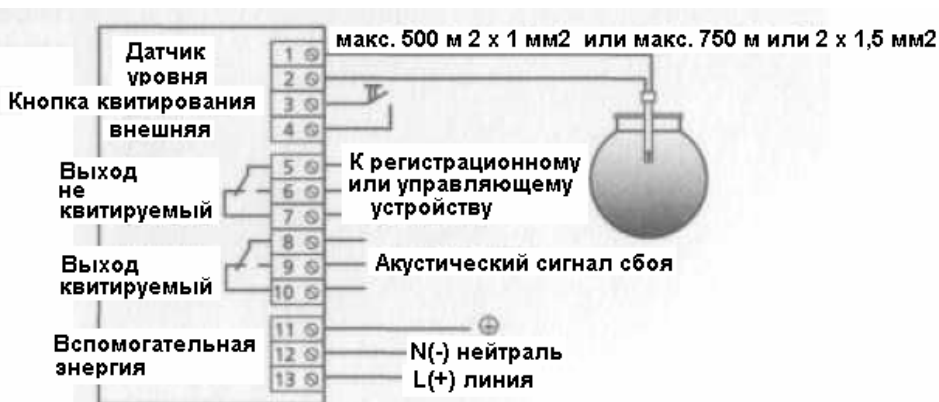 макс. 500 м 2 x 1 мм2 или макс. 750 м или 2 x 1,5 мм2
Датчик
уровня
Кнопка квитирования
внешняя
1
2
3
4
Выход
не
квитируемый
5
6
7
К регистрационному
или управляющему
устройству
Выход
квитируемый
8
9
10
Акустический сигнал сбоя
Вспомогательная
энергия
11
12
13
N(-) нейтраль
L(+) линия